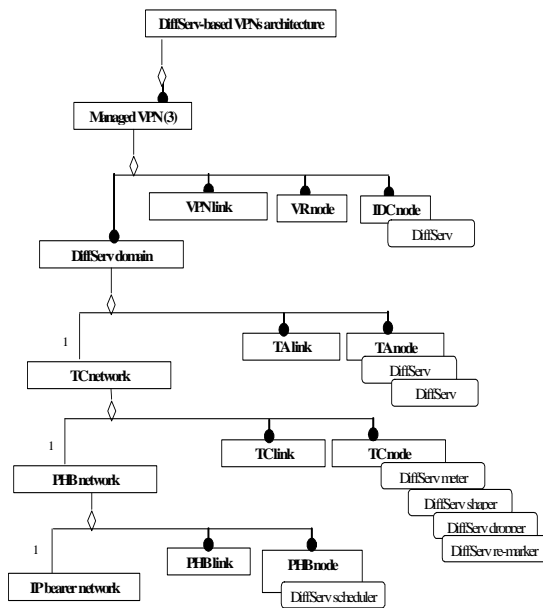 DiffServ-based VPNs architecture
Managed VPN (3)
VPN link
VR node
IDC node
DiffServ
DiffServ domain
1
TA link
TA node
DiffServ
DiffServ
TC network
1
TC link
TC node
DiffServ meter
PHB network
DiffServ shaper
DiffServ dropper
DiffServ re-marker
1
PHB link
PHB node
IP bearer network
DiffServ scheduler